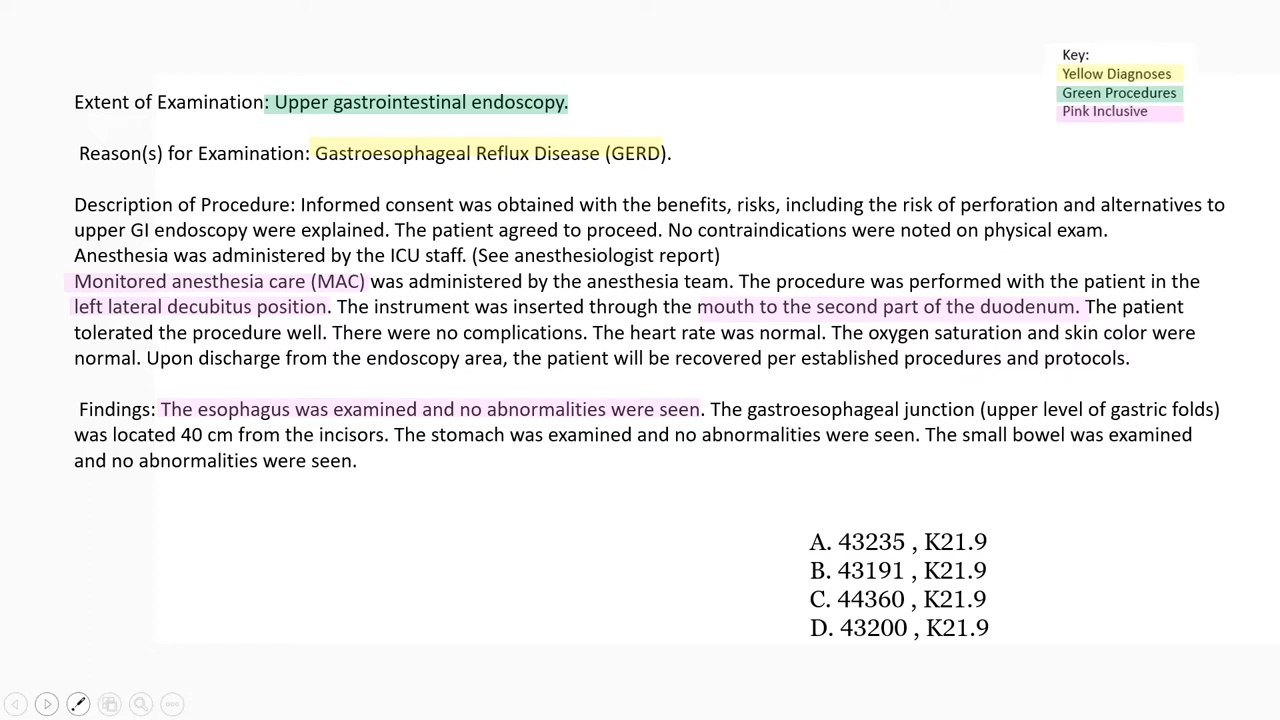 Key:
Yellow Diagnoses
Green Procedures
Pink Inclusive
Extent of Examination: Upper gastrointestinal endoscopy.
Reason(s) for Examination: Gastroesophageal Reflux Disease (GERD).
Description of Procedure: Informed consent was obtained with the benefits, risks, including the risk of perforation and alternatives to
upper GI endoscopy were explained. The patient agreed to proceed. No contraindications were noted on physical exam.
Anesthesia was administered by the ICU staff. (See anesthesiologist report)
Monitored anesthesia care (MAC) was administered by the anesthesia team. The procedure was performed with the patient in the
left lateral decubitus position. The instrument was inserted through the mouth to the second part of the duodenum. The patient
tolerated the procedure well. There were no complications. The heart rate was normal. The oxygen saturation and skin color were
normal. Upon discharge from the endoscopy area, the patient will be recovered per established procedures and protocols.
Findings: The esophagus was examined and no abnormalities were seen. The gastroesophageal junction (upper level of gastric folds)
was located 40 cm from the incisors. The stomach was examined and no abnormalities were seen. The small bowel was examined
and no abnormalities were seen.
A. 43235 , K21.9
B. 43191 , K21.9
C. 44360 , K21.9
D. 43200 , K21.9